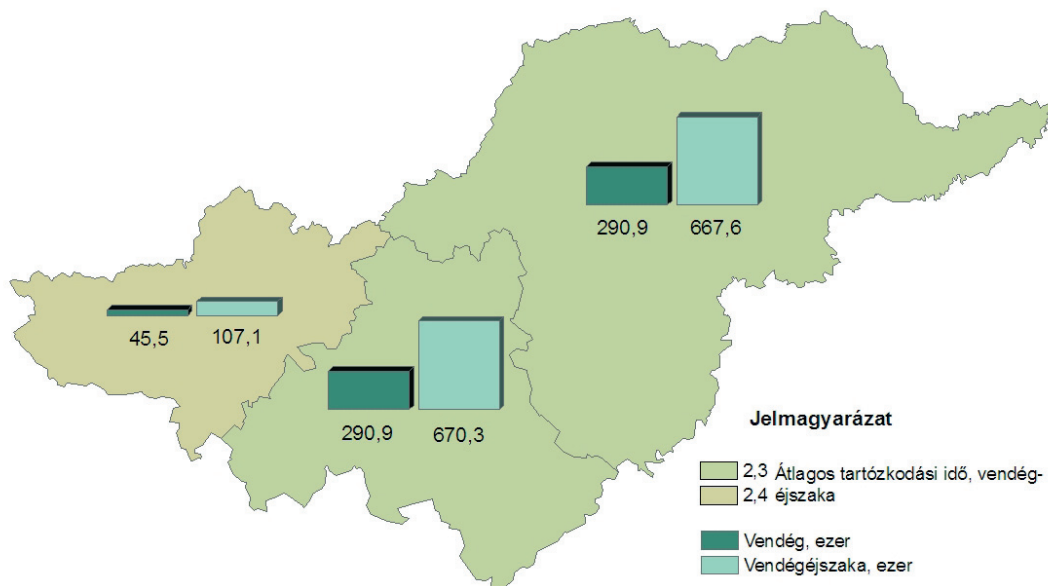 290,9 667,6
45,5 107,1
290,9 670,3
Jelmagyarázat
2,3 Átlagos tartózkodási idő, vendég-
2,4 éjszaka
Vendég, ezer
Vendégéjszaka, ezer